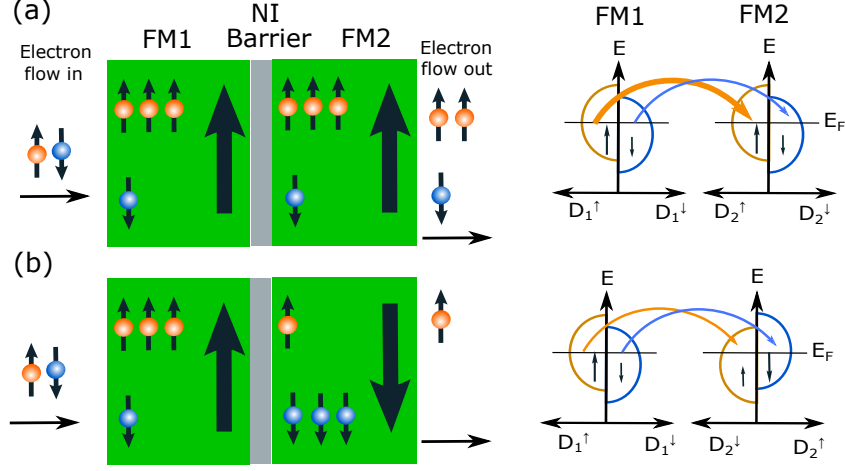 (a)
NI
Electron
flow in
FM1
Barrier
FM2
Electron
flow out
FM1
FM2
E
E
E_F
D₁↑
D₁↓
D₂↑
D₂↓
(b)
E
E
E_F
D₁↑
D₁↓
D₂↓
D₂↑